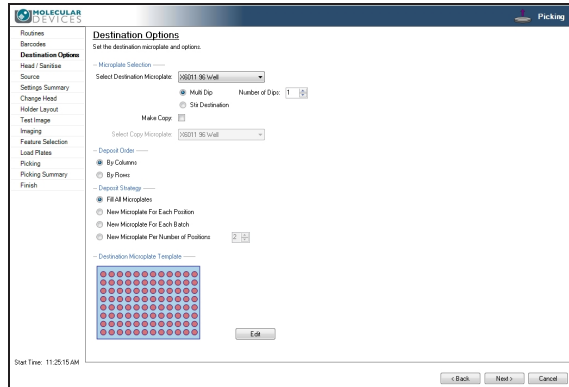 MOLECULAR
DEVICES
Picking
Routines
Barcodes
Destination Options
Head / Sanitise
Source
Settings Summary
Change Head
Holder Layout
Test Image
Imaging
Feature Selection
Load Plates
Picking
Picking Summary
Finish
Start Time: 11:25:15 AM
Destination Options
Set the destination microplate and options.
Microplate Selection
Select Destination Microplate: X6011 96 Well
Multi Dip Number of Dips: 1
Stir Destination
Make Copy:
Select Copy Microplate: X6011 96 Well
Deposit Order
By Columns
By Rows
Deposit Strategy
Fill All Microplates
New Microplate For Each Position
New Microplate For Each Batch
New Microplate Per Number of Positions 2
Destination Microplate Template
Edit
< Back Next > Cancel